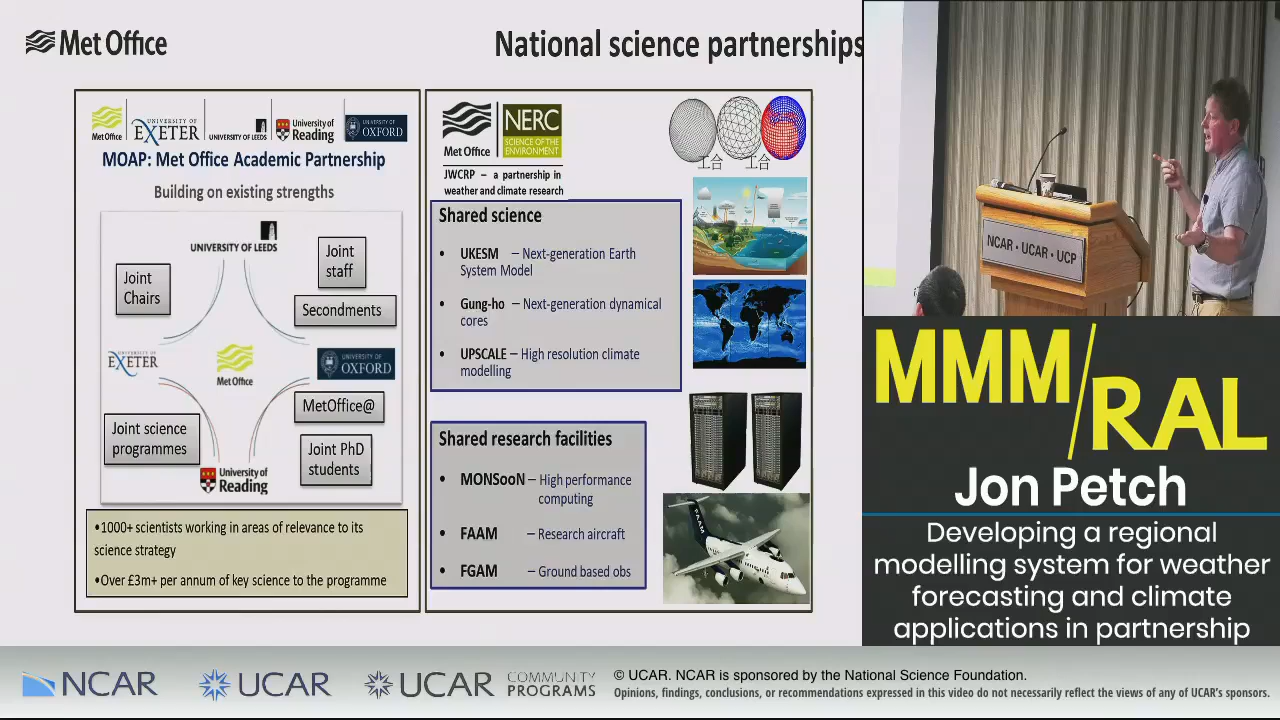 Met Office
National science partnerships
Met Office
UNIVERSITY OF
EXETER
UNIVERSITY OF LEEDS
University of
Reading
UNIVERSITY OF
OXFORD
MOAP: Met Office Academic Partnership
Building on existing strengths
UNIVERSITY OF LEEDS
Joint
Chairs
Joint
staff
Secondments
UNIVERSITY OF
EXETER
Met Office
UNIVERSITY OF
OXFORD
MetOffice@
Joint science
programmes
Joint PhD
students
University of
Reading
•1000+ scientists working in areas of relevance to its
science strategy
•Over £3m+ per annum of key science to the programme
Met Office
NERC
SCIENCE OF THE
ENVIRONMENT
JWCRP – a partnership in
weather and climate research
工合
工合
Shared science
• UKESM – Next-generation Earth
System Model
• Gung-ho – Next-generation dynamical
cores
• UPSCALE – High resolution climate
modelling
Shared research facilities
• MONSooN – High performance
computing
• FAAM – Research aircraft
• FGAM – Ground based obs
FAAM
NCAR • UCAR • UCP
MMM/RAL
Jon Petch
Developing a regional
modelling system for weather
forecasting and climate
applications in partnership
NCAR
UCAR
UCAR
COMMUNITY
PROGRAMS
© UCAR. NCAR is sponsored by the National Science Foundation.
Opinions, findings, conclusions, or recommendations expressed in this video do not necessarily reflect the views of any of UCAR's sponsors.